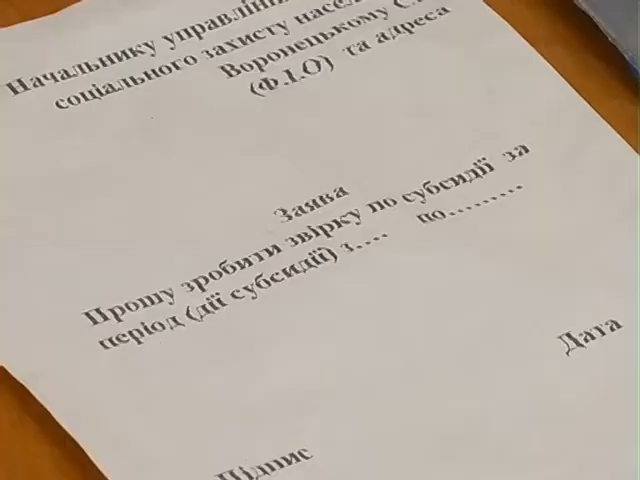 Начальнику управлін
соціального захисту насел
Воронецькому С.
(Ф.І.О) та адреса
Заява
Прошу зробити звірку по субсидії за
період (дії субсидії) з.... по.........
Дата
Підпис